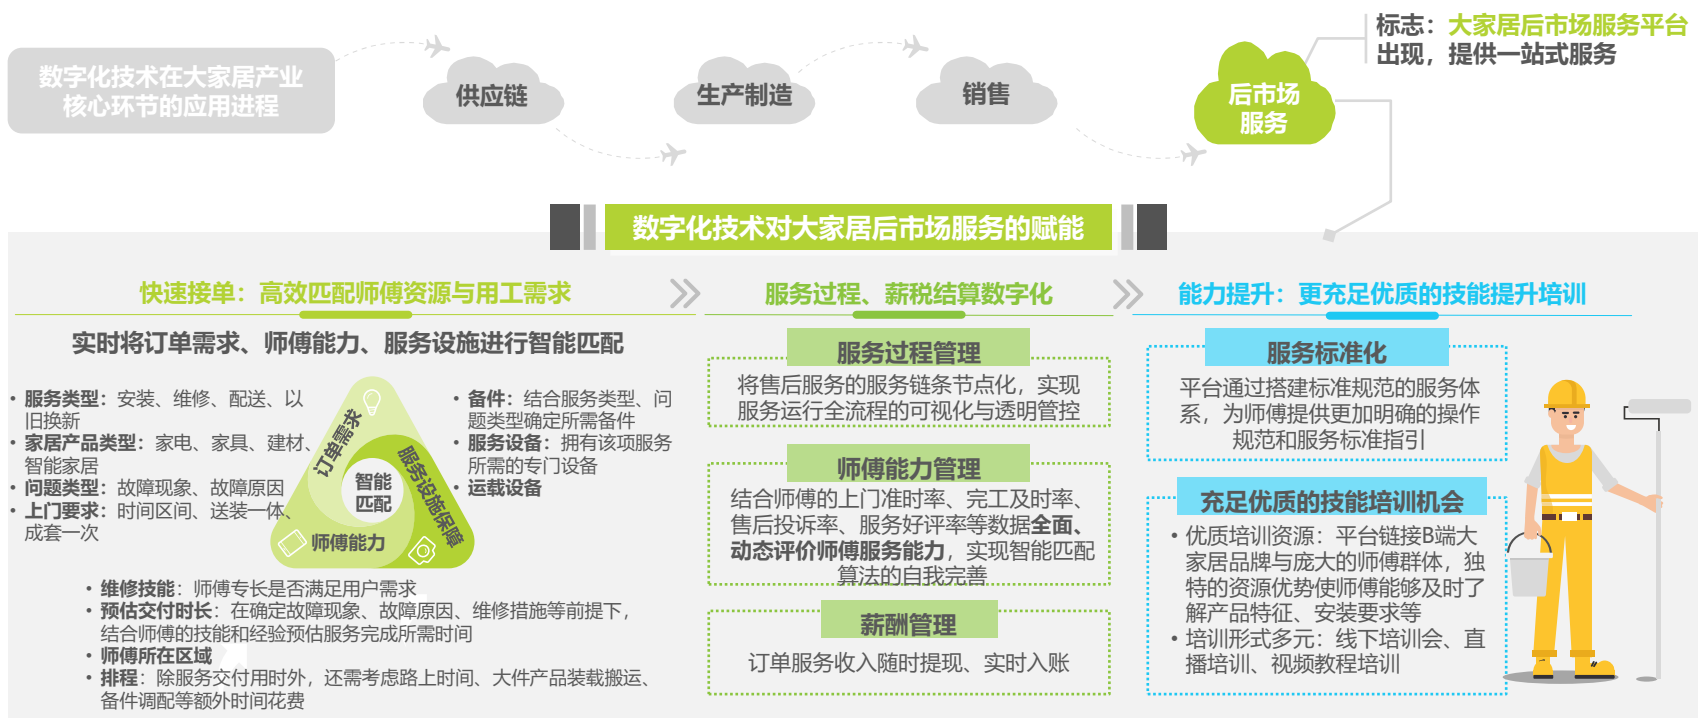 数字化技术在大家居产业
核心环节的应用进程
供应链
生产制造
销售
后市场
服务
标志：大家居后市场服务平台
出现，提供一站式服务
数字化技术对大家居后市场服务的赋能
快速接单：高效匹配师傅资源与用工需求
实时将订单需求、师傅能力、服务设施进行智能匹配
• 服务类型：安装、维修、配送、以
旧换新
• 家居产品类型：家电、家具、建材、
智能家居
• 问题类型：故障现象、故障原因
• 上门要求：时间区间、送装一体、
成套一次
订单需求
服务设施保障
师傅能力
智能
匹配
• 备件：结合服务类型、问
题类型确定所需备件
• 服务设备：拥有该项服务
所需的专门设备
• 运载设备
• 维修技能：师傅专长是否满足用户需求
• 预估交付时长：在确定故障现象、故障原因、维修措施等前提下，
结合师傅的技能和经验预估服务完成所需时间
• 师傅所在区域
• 排程：除服务交付用时外，还需考虑路上时间、大件产品装载搬运、
备件调配等额外时间花费
服务过程、薪税结算数字化
服务过程管理
将售后服务的服务链条节点化，实现
服务运行全流程的可视化与透明管控
师傅能力管理
结合师傅的上门准时率、完工及时率、
售后投诉率、服务好评率等数据全面、
动态评价师傅服务能力，实现智能匹配
算法的自我完善
薪酬管理
订单服务收入随时提现、实时入账
能力提升：更充足优质的技能提升培训
服务标准化
平台通过搭建标准规范的服务体
系，为师傅提供更加明确的操作
规范和服务标准指引
充足优质的技能培训机会
• 优质培训资源：平台链接B端大
家居品牌与庞大的师傅群体，独
特的资源优势使师傅能够及时了
解产品特征、安装要求等
• 培训形式多元：线下培训会、直
播培训、视频教程培训